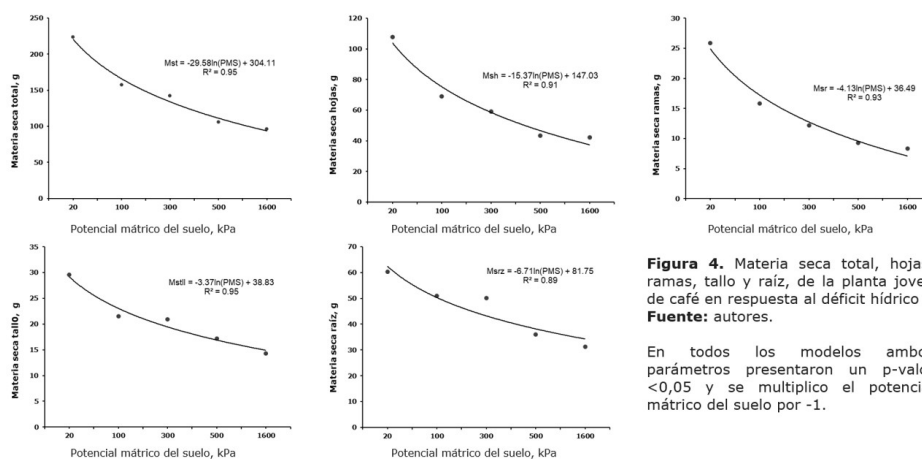 250
200
150
100
50
0
Materia seca total, g
Mst = -29.58ln(PMS) + 304.11
R² = 0.95
20 100 300 500 1600
Potencial mátrico del suelo, kPa
120
100
80
60
40
20
0
Materia seca hojas, g
Msh = -15.37ln(PMS) + 147.03
R² = 0.91
20 100 300 500 1600
Potencial mátrico del suelo, kPa
30
25
20
15
10
5
0
Materia seca ramas, g
Msr = -4.13ln(PMS) + 36.49
R² = 0.93
20 100 300 500 1600
Potencial mátrico del suelo, kPa
35
30
25
20
15
10
5
0
Materia seca tall0, g
Mstll = -3.37ln(PMS) + 38.83
R² = 0.95
20 100 300 500 1600
Potencial mátrico del suelo, kPa
70
60
50
40
30
20
10
0
Materia seca raíz, g
Msrz = -6.71ln(PMS) + 81.75
R² = 0.89
20 100 300 500 1600
Potencial mátrico del suelo, kPa
Figura 4. Materia seca total, hoja
ramas, tallo y raíz, de la planta jove
de café en respuesta al déficit hídrico
Fuente: autores.
En todos los modelos ambo
parámetros presentaron un p-valo
<0,05 y se multiplico el potenci
mátrico del suelo por -1.